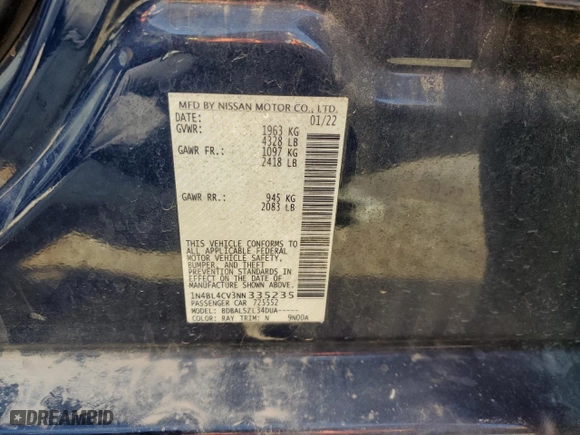 MFD BY NISSAN MOTOR CO., LTD.
DATE: 01/22
GVWR: 1963 KG
4328 LB
GAWR FR.: 1097 KG
2418 LB
GAWR RR.: 945 KG
2083 LB
THIS VEHICLE CONFORMS TO
ALL APPLICABLE FEDERAL
MOTOR VEHICLE SAFETY,
BUMPER, AND THEFT
PREVENTION STANDARDS IN
EFFECT ON THE DATE OF
MANUFACTURE SHOWN ABOVE.
1N4BL4CV3NN335235
PASSENGER CAR 725552
MODEL: BDBALSZL34DUA-----
COLOR: RAY TRIM: N 9N00A
DREAMBID